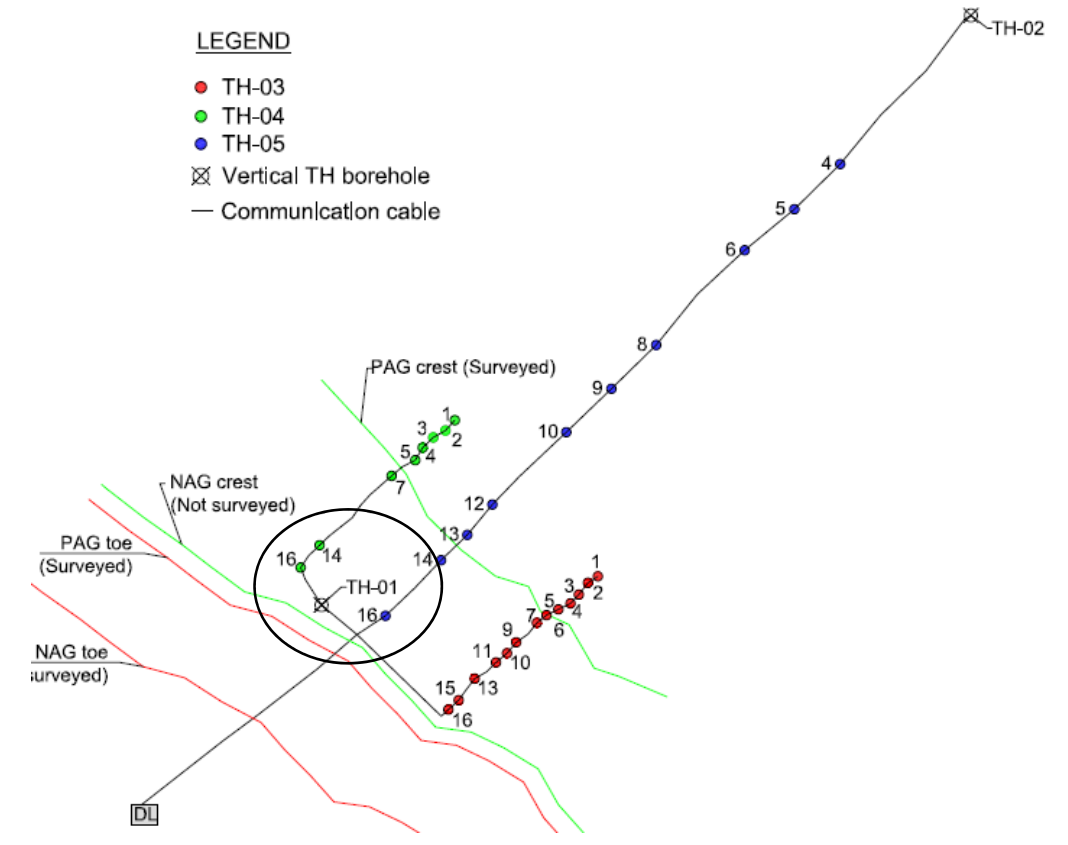 TH-02
LEGEND
TH-03
TH-04
TH-05
Vertical TH borehole
Communication cable
4
5
6
8
9
10
12
13
14
16
PAG crest (Surveyed)
1
2
3
4
5
7
14
16
NAG crest
(Not surveyed)
PAG toe
(Surveyed)
TH-01
NAG toe
surveyed)
1
2
3
4
5
6
7
9
10
11
13
15
16
DL